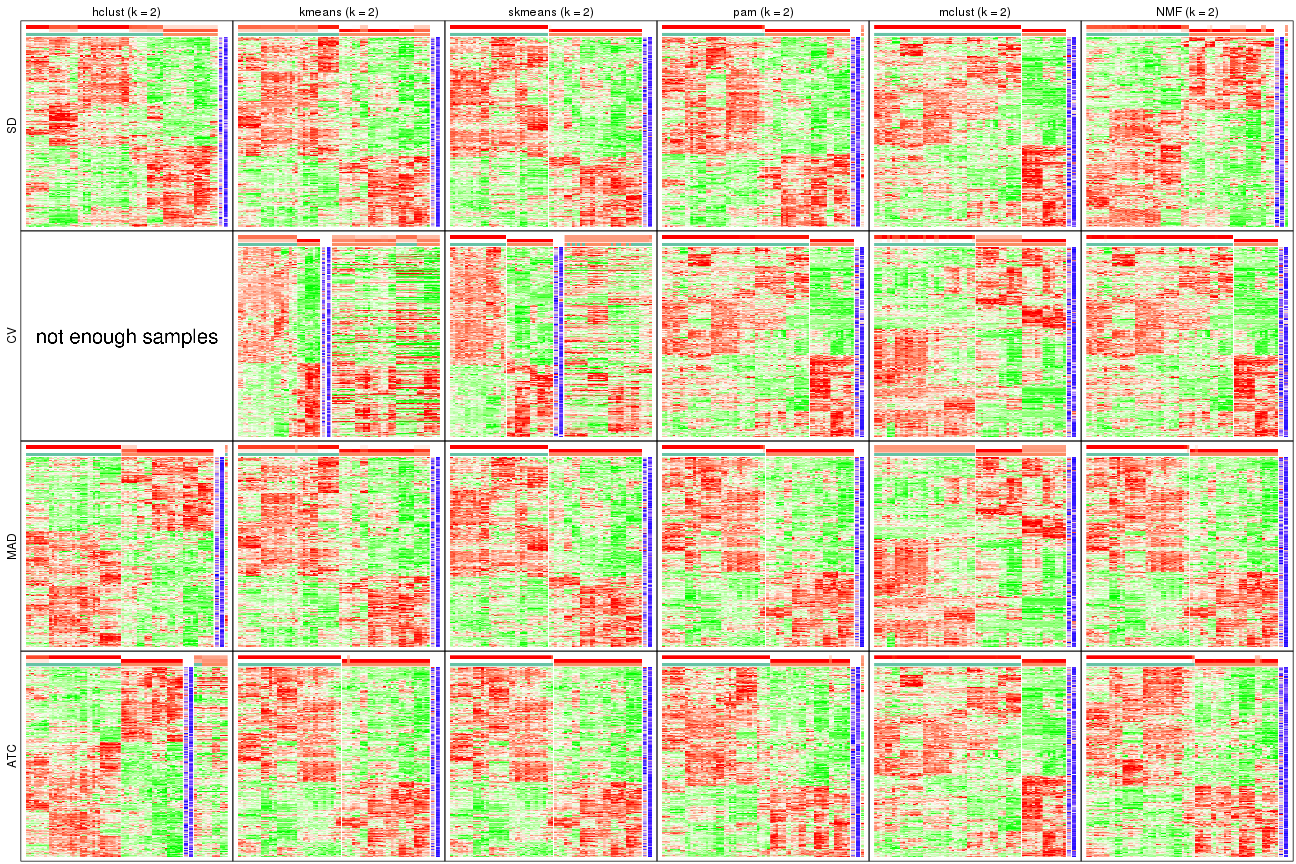 hclust (k = 2)
kmeans (k = 2)
skmeans (k = 2)
pam (k = 2)
mclust (k = 2)
NMF (k = 2)
SD
CV
not enough samples
MAD
ATC